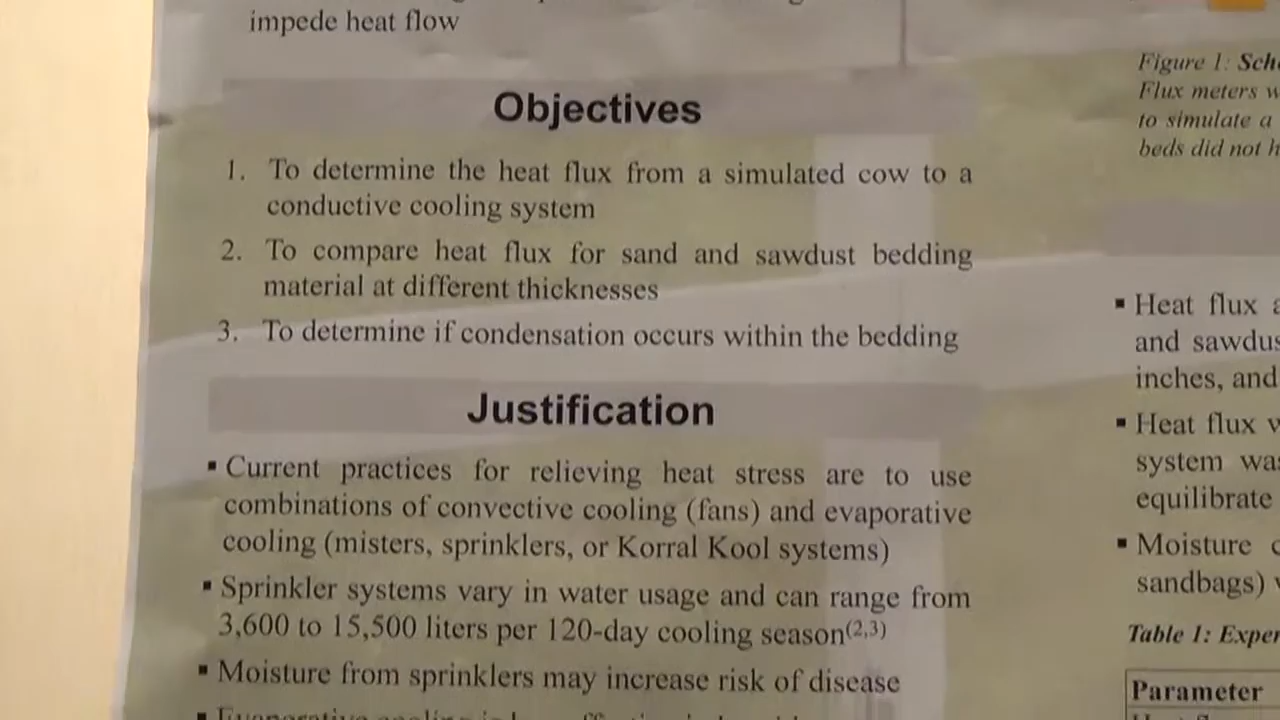 impede heat flow
Objectives
1. To determine the heat flux from a simulated cow to a
conductive cooling system
2. To compare heat flux for sand and sawdust bedding
material at different thicknesses
3. To determine if condensation occurs within the bedding
Justification
▪ Current practices for relieving heat stress are to use
combinations of convective cooling (fans) and evaporative
cooling (misters, sprinklers, or Korral Kool systems)
▪ Sprinkler systems vary in water usage and can range from
3,600 to 15,500 liters per 120-day cooling season(2,3)
▪ Moisture from sprinklers may increase risk of disease
Figure 1:
Flux meters
to simulate a
beds did not
▪ Heat flux
and
inches, and
▪ Heat flux
system
equilibrate
▪ Moisture
sandbags)
Table 1:
Parameter